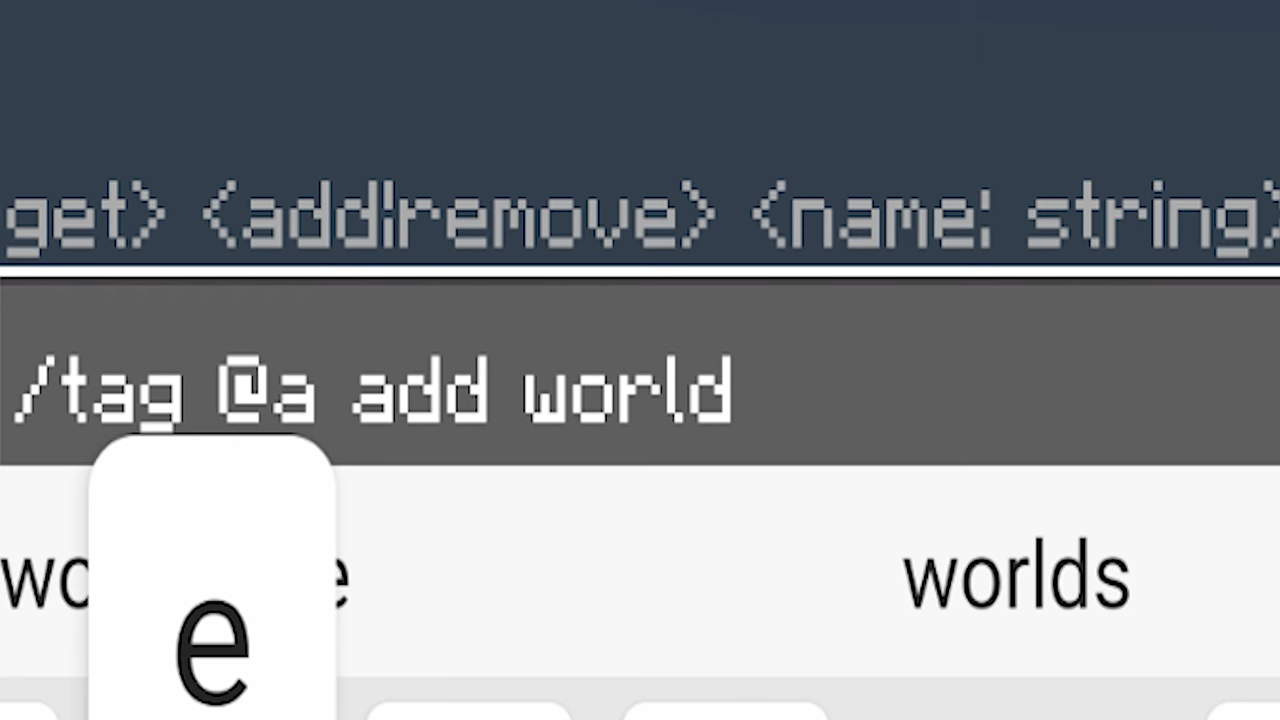 get> <add|remove> <name: string>
/tag @a add world
worlds
e